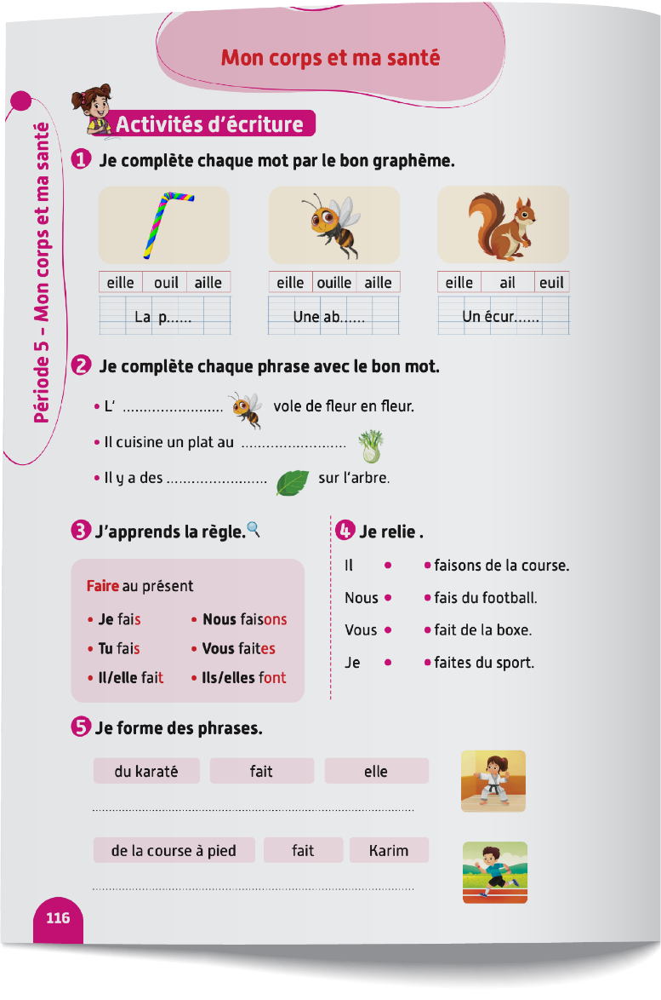 Mon corps et ma santé
Période 5 - Mon corps et ma santé
Activités d'écriture
1 Je complète chaque mot par le bon graphème.
eille ouil aille
eille ouille aille
eille ail euil
La p......
Une ab......
Un écur......
2 Je complète chaque phrase avec le bon mot.
• L' ........................ vole de fleur en fleur.
• Il cuisine un plat au .........................
• Il y a des ........................ sur l'arbre.
3 J'apprends la règle.
Faire au présent
• Je fais • Nous faisons
• Tu fais • Vous faites
• Il/elle fait • Ils/elles font
4 Je relie .
Il • • faisons de la course.
Nous • • fais du football.
Vous • • fait de la boxe.
Je • • faites du sport.
5 Je forme des phrases.
du karaté fait elle
de la course à pied fait Karim
116